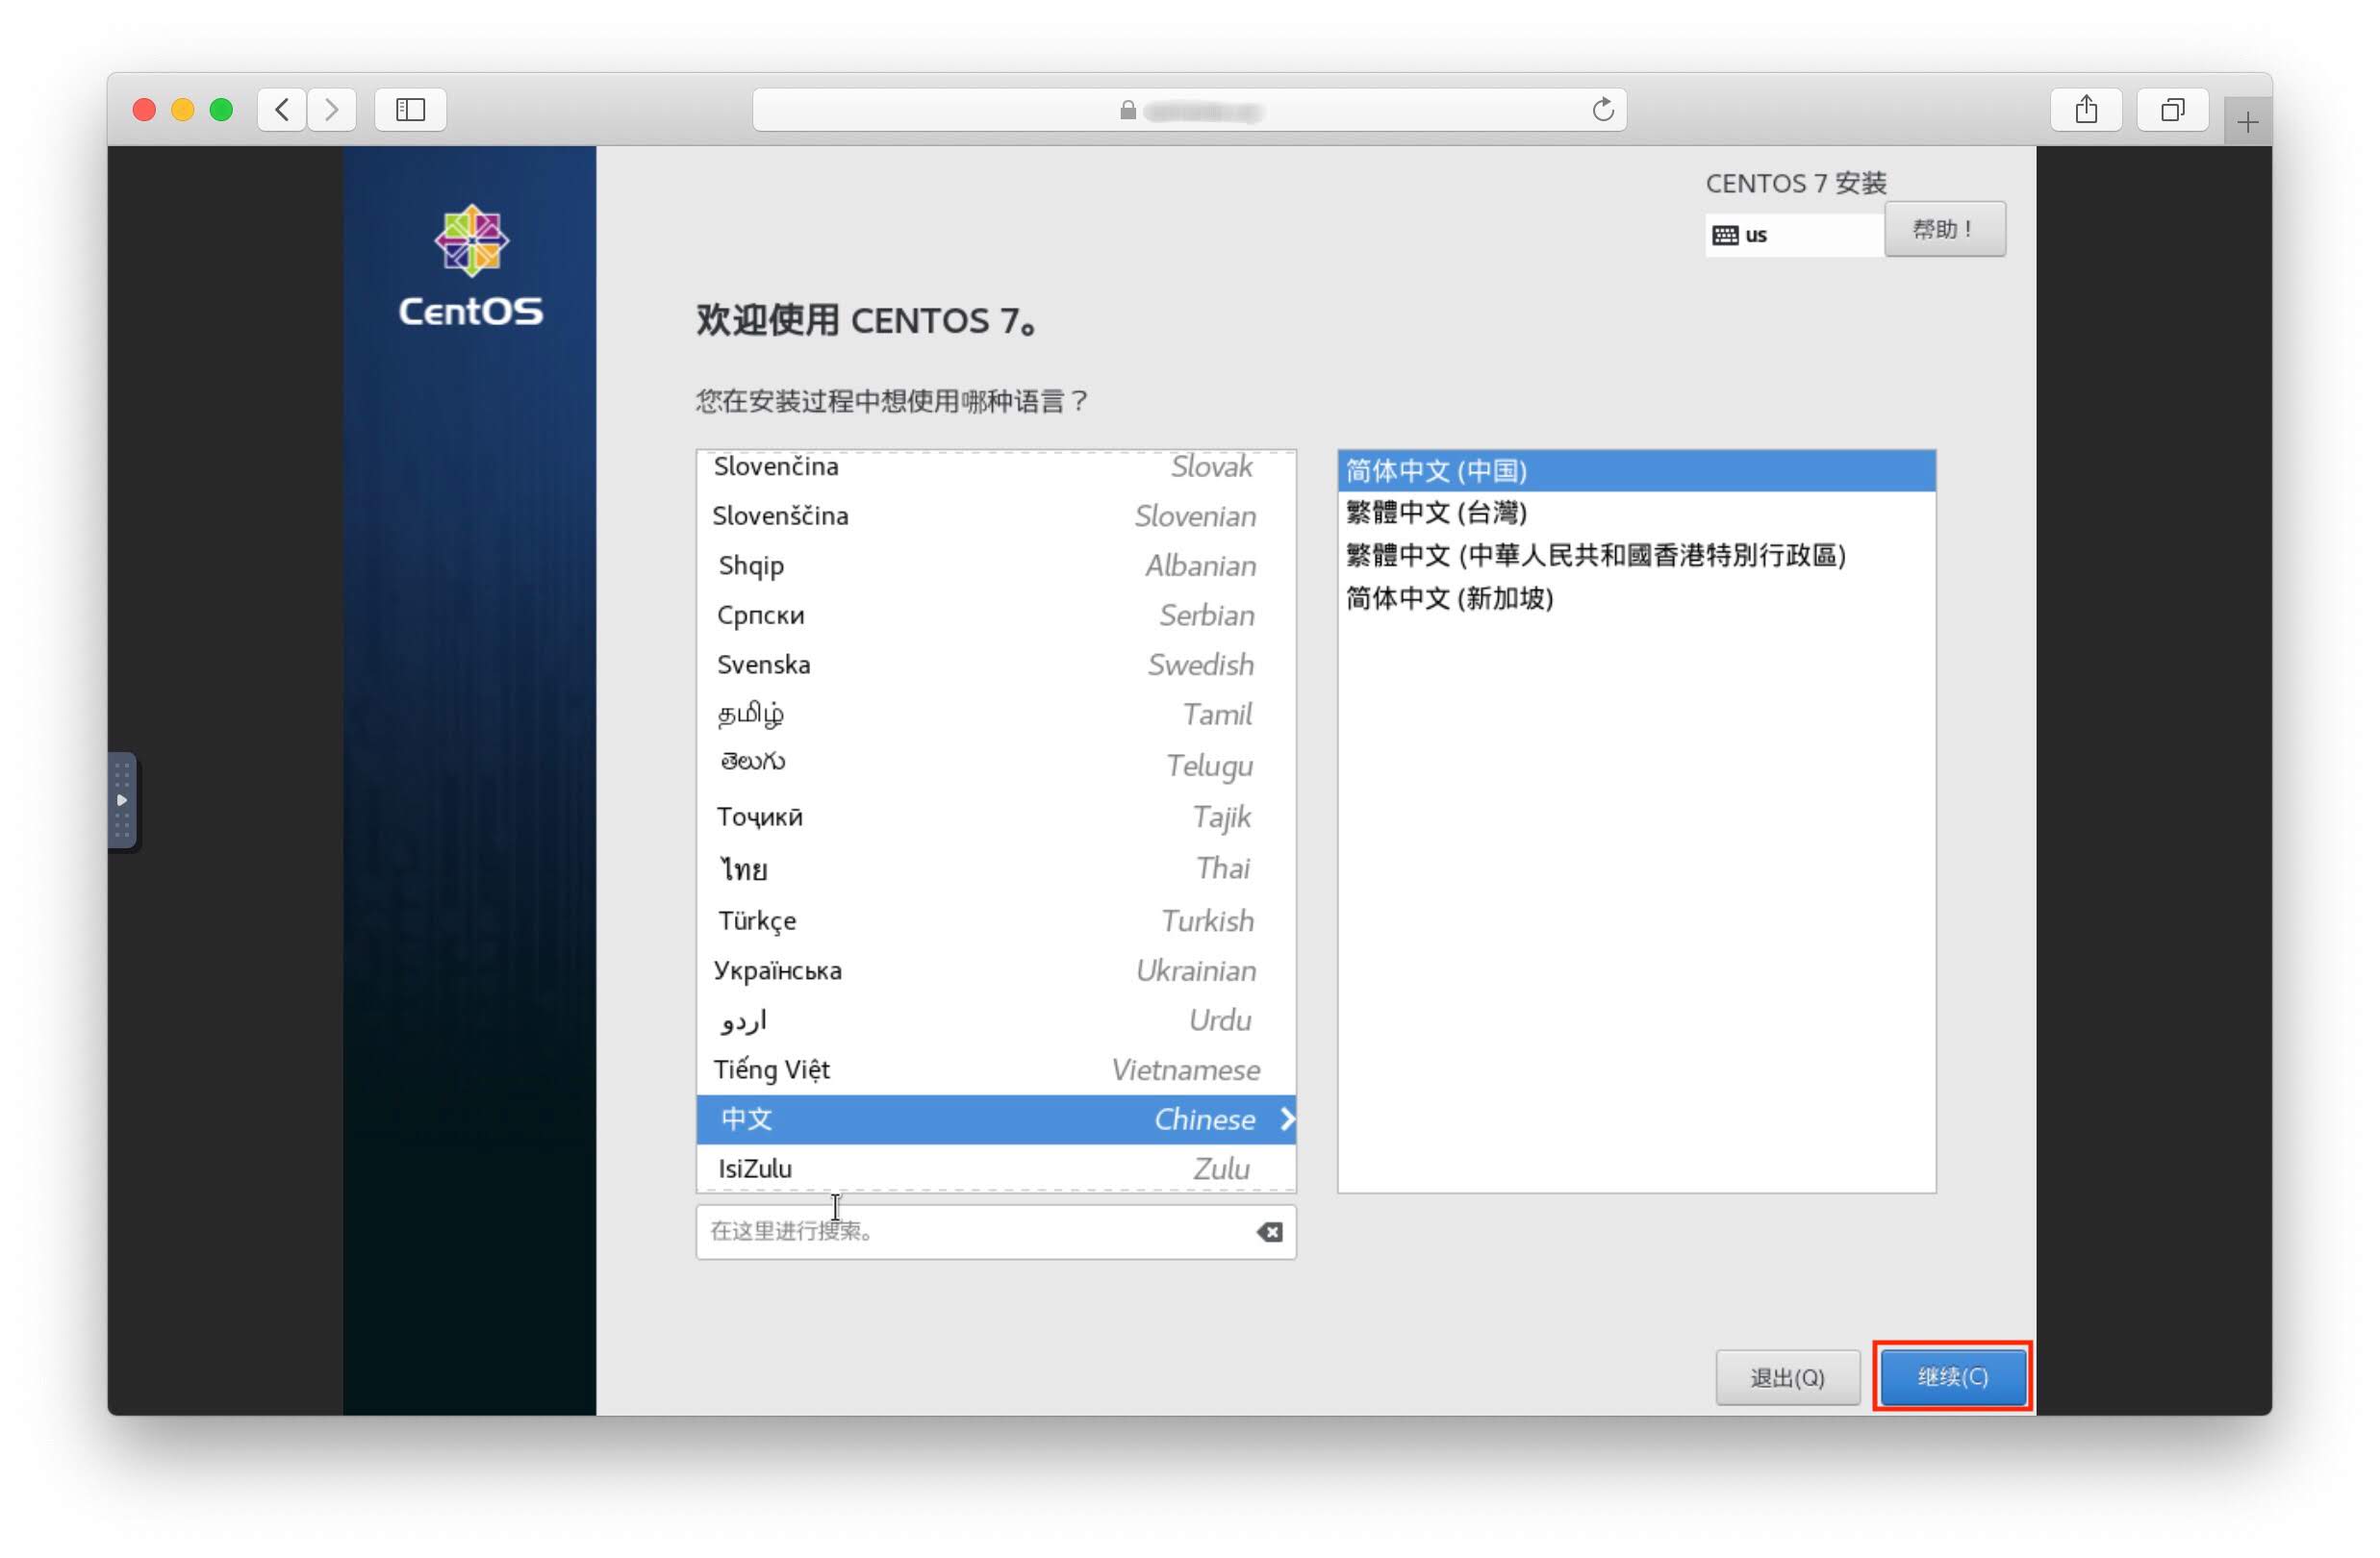 CentOS
CENTOS 7 安装
us
帮助！
欢迎使用 CENTOS 7。
您在安装过程中想使用哪种语言？
Slovenčina Slovak
Slovenščina Slovenian
Shqip Albanian
Српски Serbian
Svenska Swedish
தமிழ் Tamil
తెలుగు Telugu
Тоҷикӣ Tajik
ไทย Thai
Türkçe Turkish
Українська Ukrainian
اردو Urdu
Tiếng Việt Vietnamese
中文 Chinese
IsiZulu Zulu
在这里进行搜索。
简体中文 (中国)
繁體中文 (台灣)
繁體中文 (中華人民共和國香港特別行政區)
简体中文 (新加坡)
退出(Q)
继续(C)